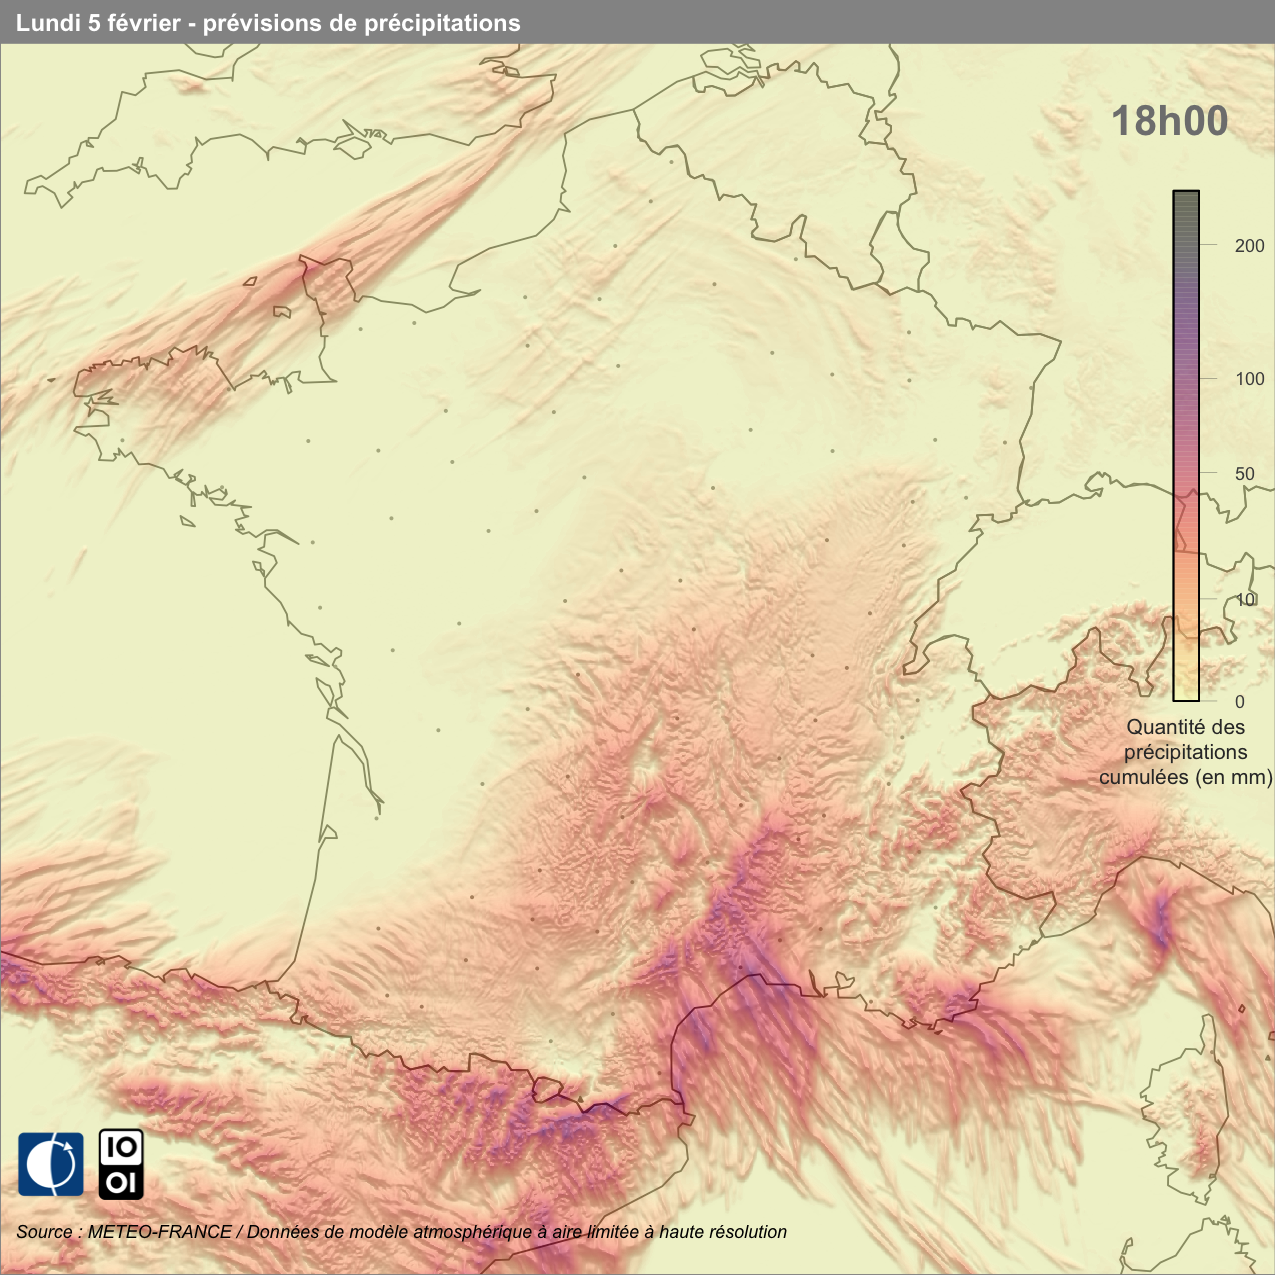 Lundi 5 février - prévisions de précipitations
18h00
200
100
50
10
0
Quantité des
précipitations
cumulées (en mm)
IO
OI
Source : METEO-FRANCE / Données de modèle atmosphérique à aire limitée à haute résolution